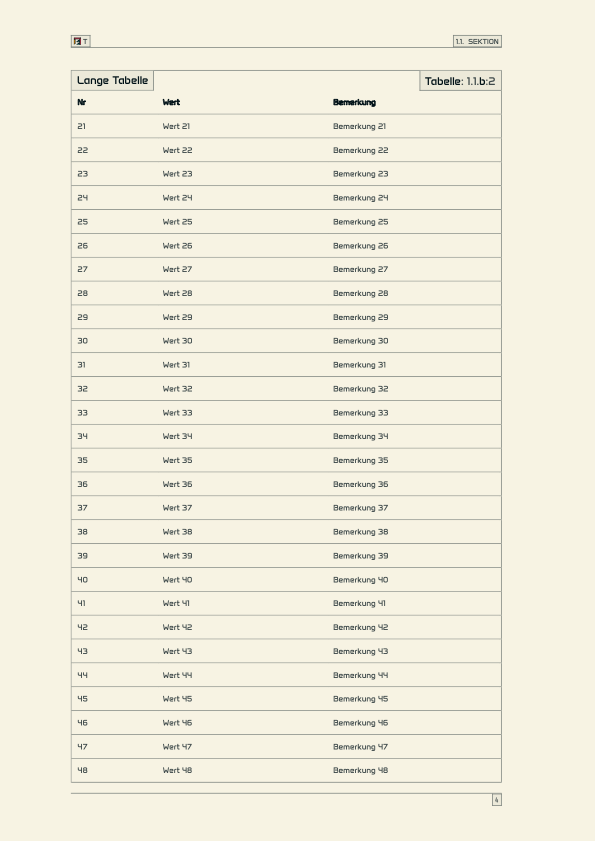 T
1.1. SEKTION
Lange Tabelle
Tabelle: 1.1.b:2
Nr Wert Bemerkung
21 Wert 21 Bemerkung 21
22 Wert 22 Bemerkung 22
23 Wert 23 Bemerkung 23
24 Wert 24 Bemerkung 24
25 Wert 25 Bemerkung 25
26 Wert 26 Bemerkung 26
27 Wert 27 Bemerkung 27
28 Wert 28 Bemerkung 28
29 Wert 29 Bemerkung 29
30 Wert 30 Bemerkung 30
31 Wert 31 Bemerkung 31
32 Wert 32 Bemerkung 32
33 Wert 33 Bemerkung 33
34 Wert 34 Bemerkung 34
35 Wert 35 Bemerkung 35
36 Wert 36 Bemerkung 36
37 Wert 37 Bemerkung 37
38 Wert 38 Bemerkung 38
39 Wert 39 Bemerkung 39
40 Wert 40 Bemerkung 40
41 Wert 41 Bemerkung 41
42 Wert 42 Bemerkung 42
43 Wert 43 Bemerkung 43
44 Wert 44 Bemerkung 44
45 Wert 45 Bemerkung 45
46 Wert 46 Bemerkung 46
47 Wert 47 Bemerkung 47
48 Wert 48 Bemerkung 48
4